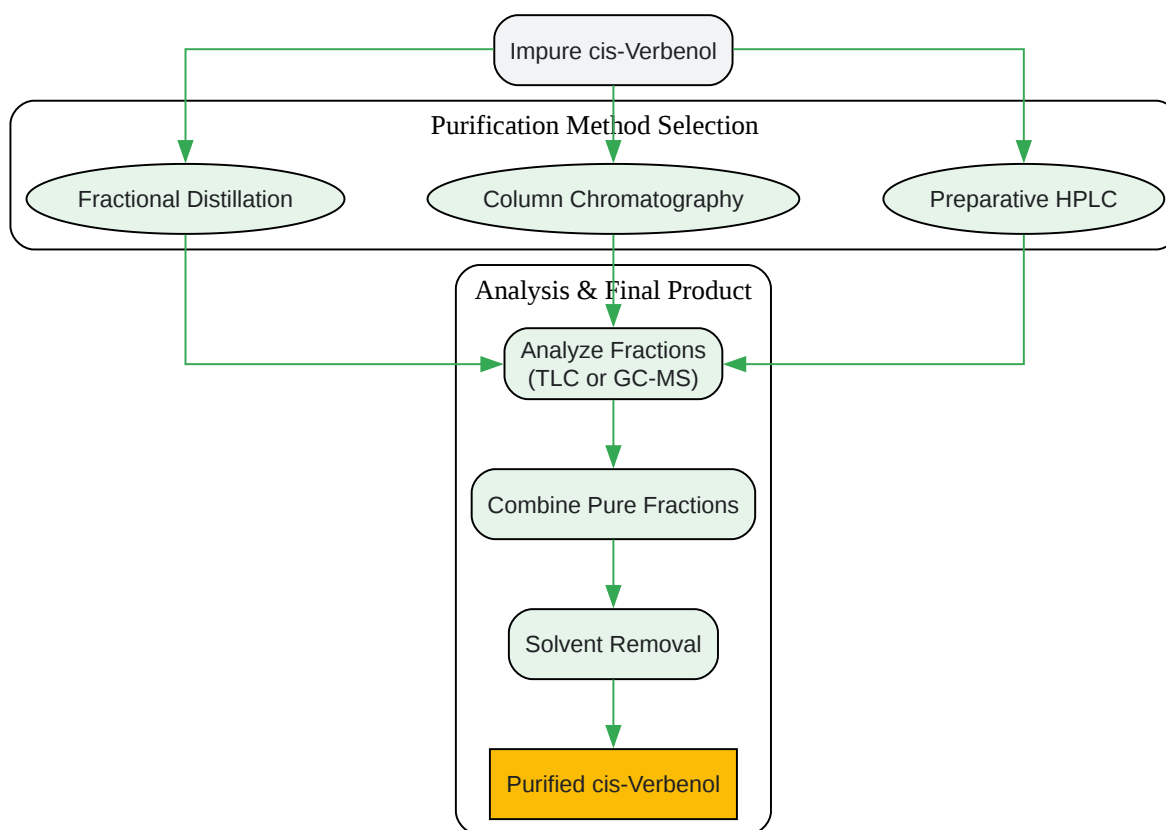 Impure cis-Verbenol
Purification Method Selection
Fractional Distillation
Column Chromatography
Preparative HPLC
Analysis & Final Product
Analyze Fractions
(TLC or GC-MS)
Combine Pure Fractions
Solvent Removal
Purified cis-Verbenol